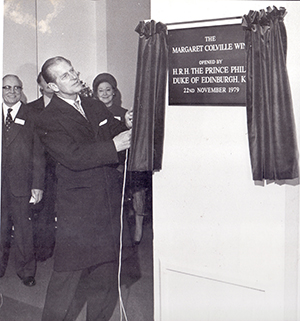 THE
MARGARET COLVILLE WIN
OPENED BY
H.R.H. THE PRINCE PHIL
DUKE OF EDINBURGH, K
22ND NOVEMBER 1979